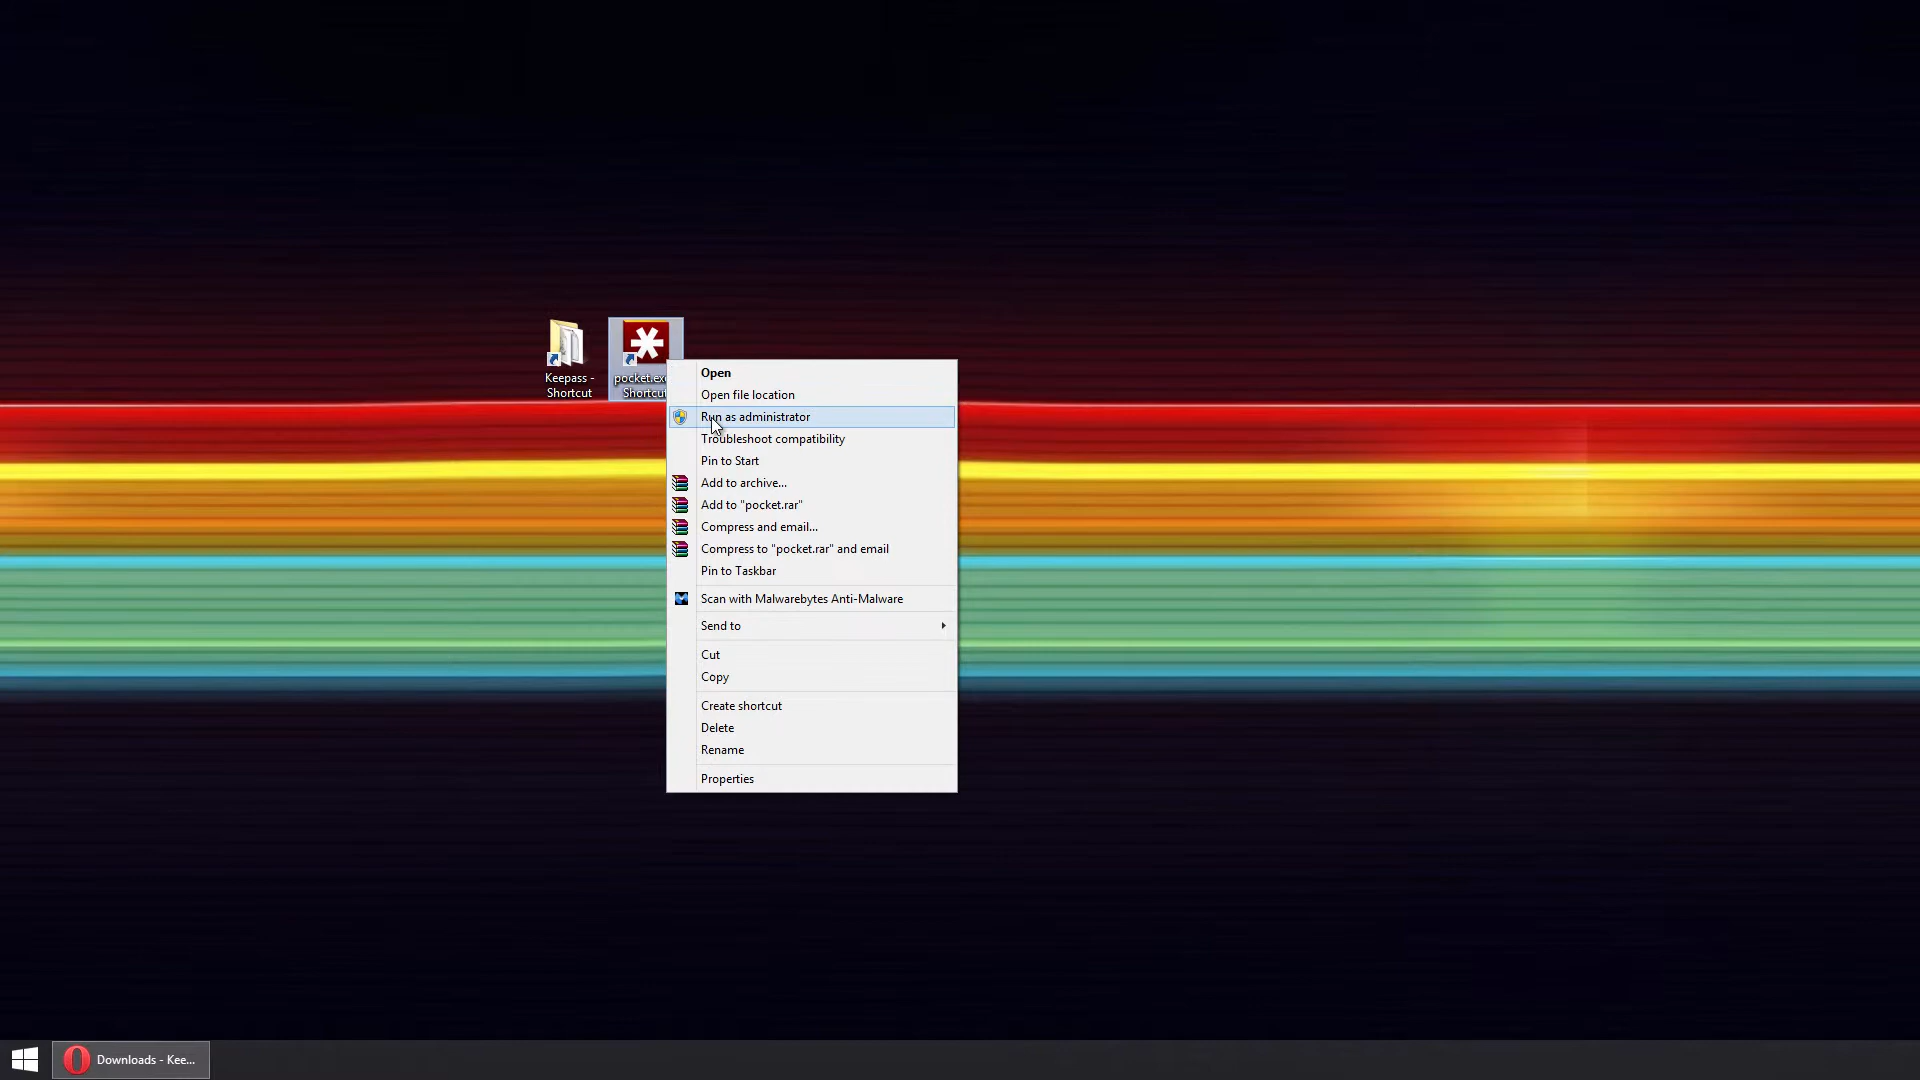 Keepass -
Shortcut
pocket.exe
Shortcut
Open
Open file location
Run as administrator
Troubleshoot compatibility
Pin to Start
Add to archive...
Add to "pocket.rar"
Compress and email...
Compress to "pocket.rar" and email
Pin to Taskbar
Scan with Malwarebytes Anti-Malware
Send to
Cut
Copy
Create shortcut
Delete
Rename
Properties
Downloads - Kee...